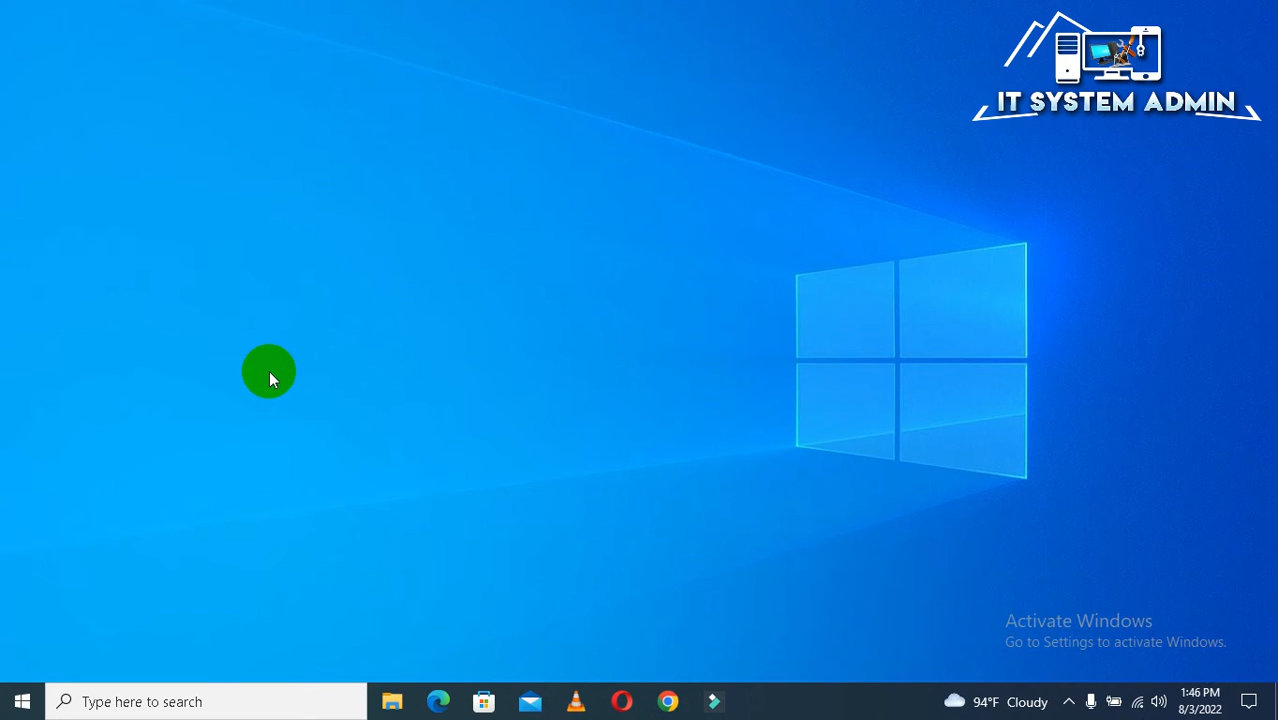 IT SYSTEM ADMIN
Activate Windows
Go to Settings to activate Windows.
Type here to search
94°F Cloudy
1:46 PM
8/3/2022